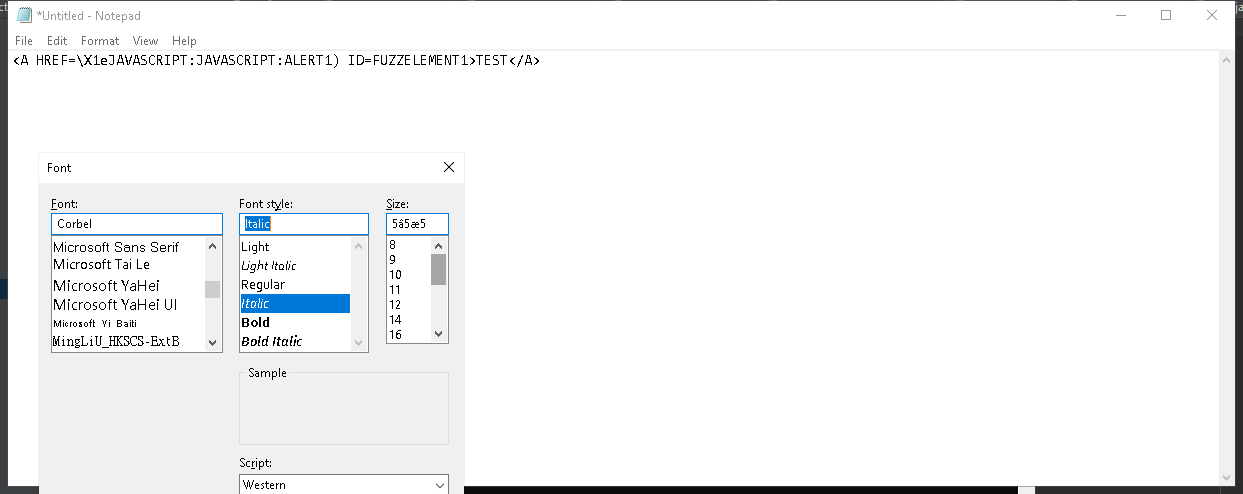 *Untitled - Notepad
File Edit Format View Help
<A HREF=\X1eJAVASCRIPT:JAVASCRIPT:ALERT1) ID=FUZZELEMENT1>TEST</A>
Font
Font:
Corbel
Microsoft Sans Serif
Microsoft Tai Le
Microsoft YaHei
Microsoft YaHei UI
Microsoft Yi Baiti
MingLiU_HKSCS-ExtB
Font style:
Italic
Light
Light Italic
Regular
Italic
Bold
Bold Italic
Size:
5â5æ5
8
9
10
11
12
14
16
Sample
Script:
Western